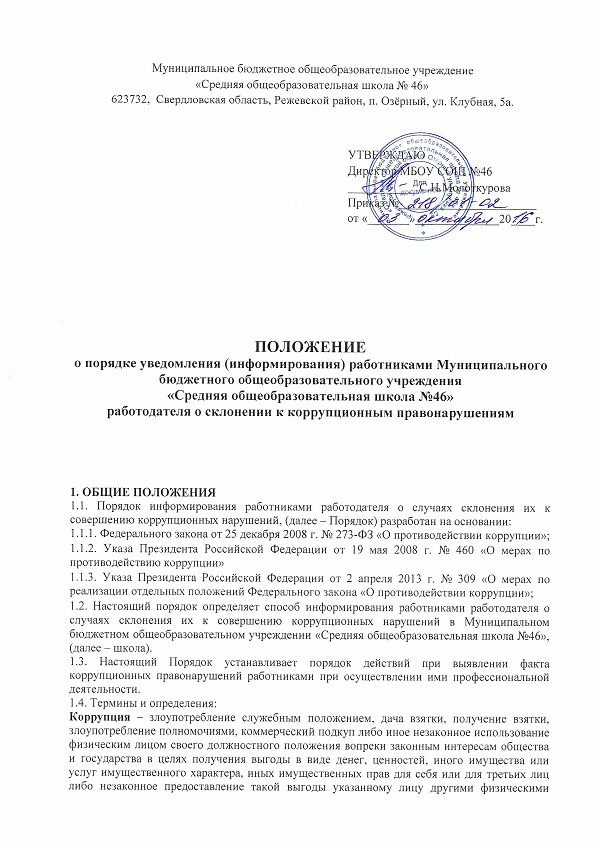 Муниципальное бюджетное общеобразовательное учреждение
«Средняя общеобразовательная школа № 46»
623732, Свердловская область, Режевской район, п. Озёрный, ул. Клубная, 5а.
УТВЕРЖДАЮ
Директор МБОУ СОШ №46
С.Н.Молокурова
Приказ № 218/01-02
от « 03 » октября 2016 г.
Для документов
ПОЛОЖЕНИЕ
о порядке уведомления (информирования) работниками Муниципального
бюджетного общеобразовательного учреждения
«Средняя общеобразовательная школа №46»
работодателя о склонении к коррупционным правонарушениям
1. ОБЩИЕ ПОЛОЖЕНИЯ
1.1. Порядок информирования работниками работодателя о случаях склонения их к
совершению коррупционных нарушений, (далее – Порядок) разработан на основании:
1.1.1. Федерального закона от 25 декабря 2008 г. № 273-ФЗ «О противодействии коррупции»;
1.1.2. Указа Президента Российской Федерации от 19 мая 2008 г. № 460 «О мерах по
противодействию коррупции»
1.1.3. Указа Президента Российской Федерации от 2 апреля 2013 г. № 309 «О мерах по
реализации отдельных положений Федерального закона «О противодействии коррупции»;
1.2. Настоящий порядок определяет способ информирования работниками работодателя о
случаях склонения их к совершению коррупционных нарушений в Муниципальном
бюджетном общеобразовательном учреждении «Средняя общеобразовательная школа №46»,
(далее – школа).
1.3. Настоящий Порядок устанавливает порядок действий при выявлении факта
коррупционных правонарушений работниками при осуществлении ими профессиональной
деятельности.
1.4. Термины и определения:
Коррупция – злоупотребление служебным положением, дача взятки, получение взятки,
злоупотребление полномочиями, коммерческий подкуп либо иное незаконное использование
физическим лицом своего должностного положения вопреки законным интересам общества
и государства в целях получения выгоды в виде денег, ценностей, иного имущества или
услуг имущественного характера, иных имущественных прав для себя или для третьих лиц
либо незаконное предоставление такой выгоды указанному лицу другими физическими